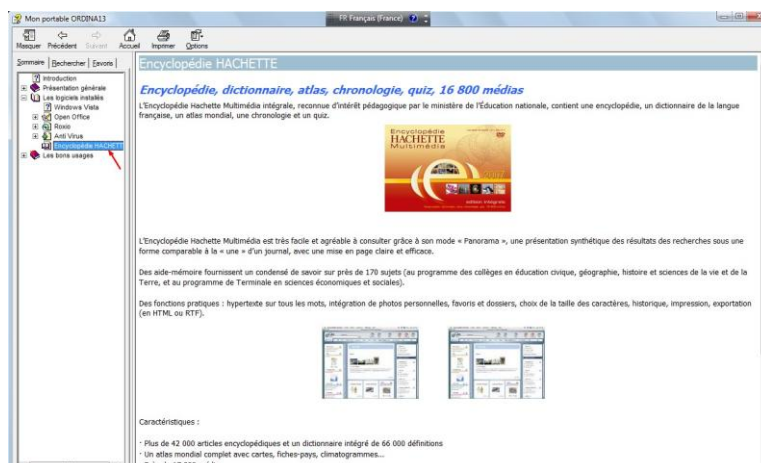 Mon portable ORDINA13
FR Français (France)
Masquer Précédent Suivant Accueil Imprimer Options
Sommaire Rechercher Favoris
Introduction
Présentation générale
Les logiciels installés
Windows Vista
Open Office
Roxio
Anti Virus
Encyclopédie HACHETT
Les bons usages
Encyclopédie HACHETTE
Encyclopédie, dictionnaire, atlas, chronologie, quiz, 16 800 médias
L'Encyclopédie Hachette Multimédia intégrale, reconnue d'intérêt pédagogique par le ministère de l'Éducation nationale, contient une encyclopédie, un dictionnaire de la langue
française, un atlas mondial, une chronologie et un quiz.
Encyclopédie
HACHETTE
Multimédia
édition intégrale
L'Encyclopédie Hachette Multimédia est très facile et agréable à consulter grâce à son mode « Panorama », une présentation synthétique des résultats des recherches sous une
forme comparable à la « une » d'un journal, avec une mise en page claire et efficace.
Des aide-mémoire fournissent un condensé de savoir sur près de 170 sujets (au programme des collèges en éducation civique, géographie, histoire et sciences de la vie et de la
Terre, et au programme de Terminale en sciences économiques et sociales).
Des fonctions pratiques : hypertexte sur tous les mots, intégration de photos personnelles, favoris et dossiers, choix de la taille des caractères, historique, impression, exportation
(en HTML ou RTF).
Caractéristiques :
· Plus de 42 000 articles encyclopédiques et un dictionnaire intégré de 66 000 définitions
· Un atlas mondial complet avec cartes, fiches-pays, climatogrammes...